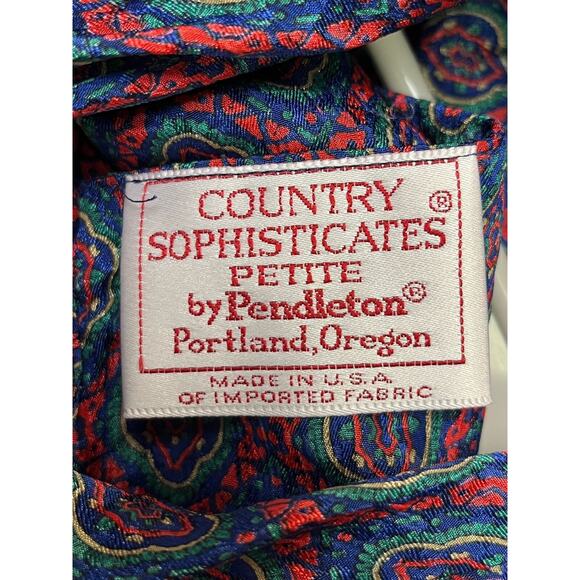 COUNTRY
SOPHISTICATES®
PETITE
by Pendleton®
Portland, Oregon
MADE IN U.S.A.
OF IMPORTED FABRIC